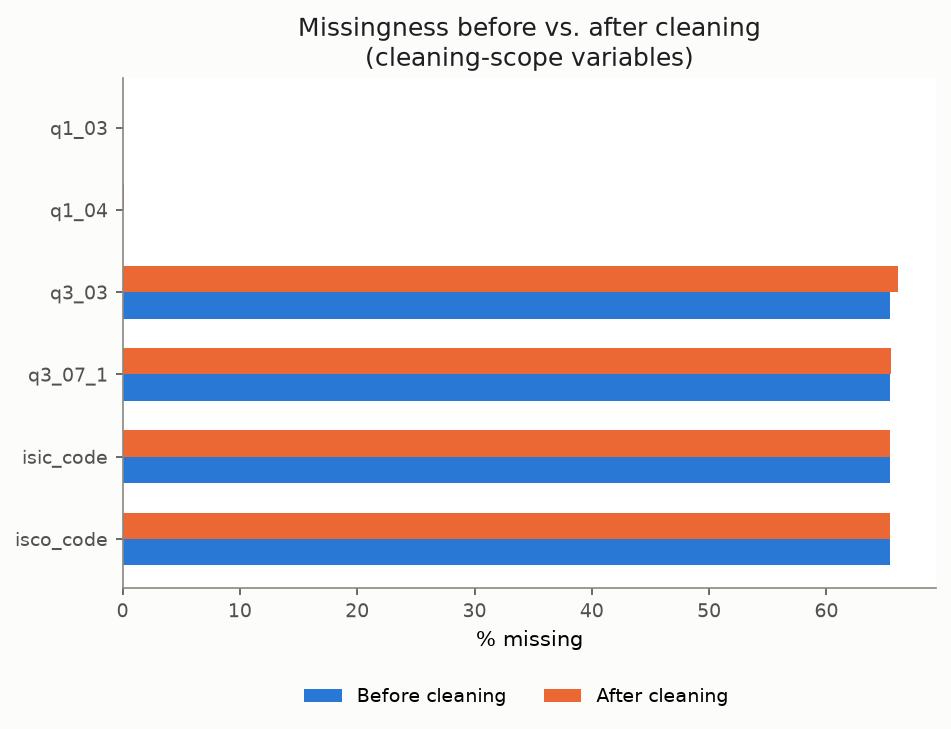 Missingness before vs. after cleaning
(cleaning-scope variables)
q1_03
q1_04
q3_03
q3_07_1
isic_code
isco_code
0 10 20 30 40 50 60
% missing
Before cleaning After cleaning